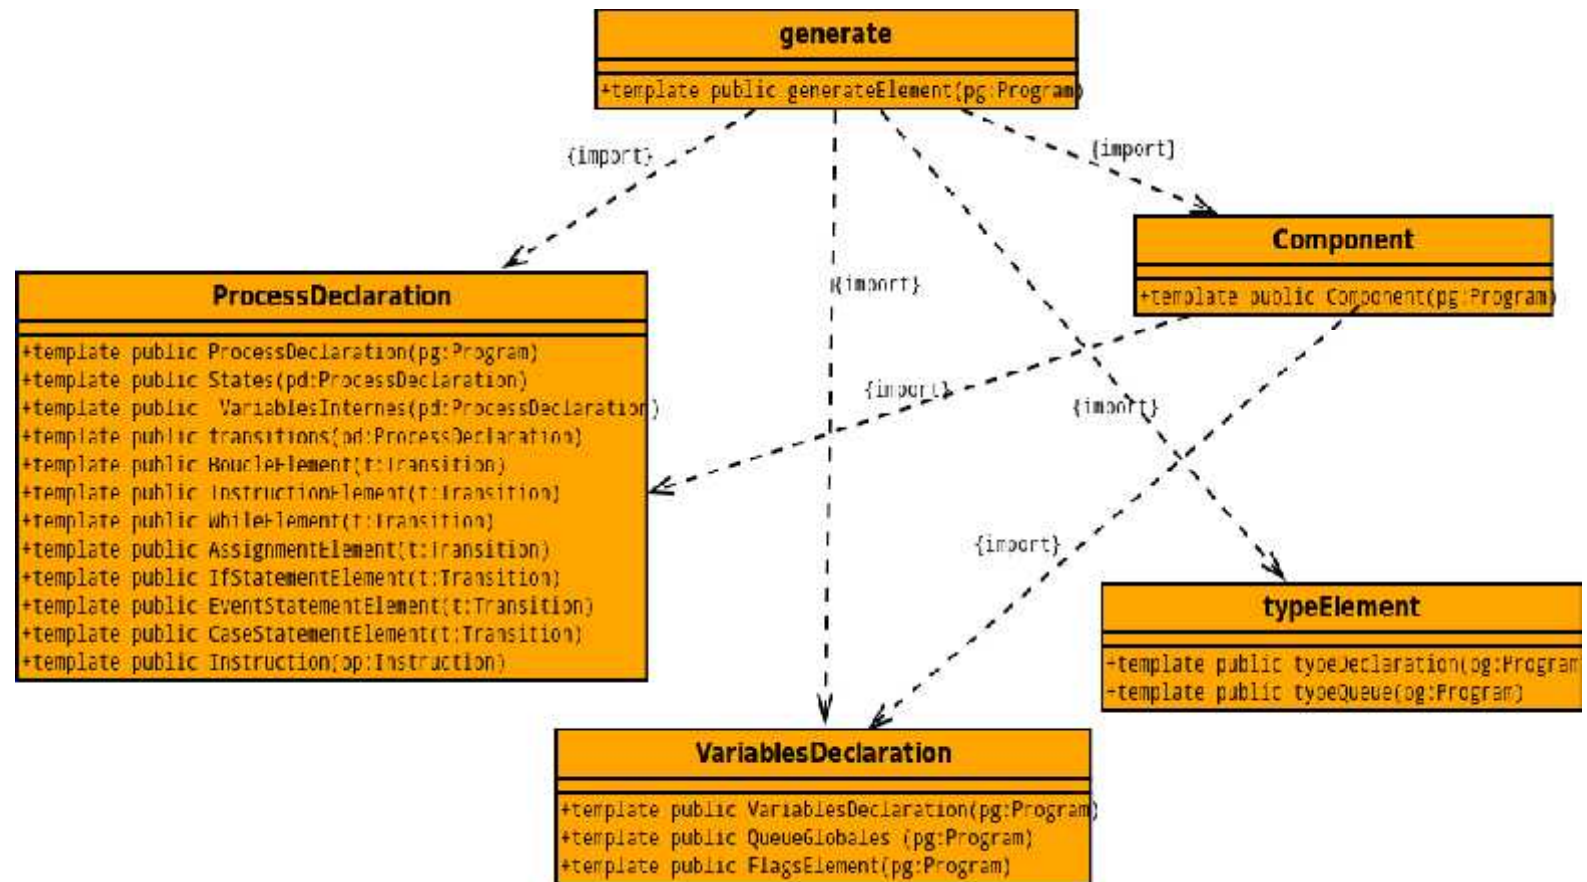 generate
+template public generateElement(pg:Program)
{import}
{import}
Component
+template public Component(pg:Program)
{import}
ProcessDeclaration
+template public ProcessDeclaration(pg:Program)
+template public States(pd:ProcessDeclaration)
+template public VariablesInternes(pd:ProcessDeclaration)
+template public transitions(pd:ProcessDeclaration)
+template public BoucleElement(t:Transition)
+template public InstructionElement(t:Transition)
+template public WhileElement(t:Transition)
+template public AssignmentElement(t:Transition)
+template public IfStatementElement(t:Transition)
+template public EventStatementElement(t:Transition)
+template public CaseStatementElement(t:Transition)
+template public Instruction(op:Instruction)
{import}
{import}
{import}
typeElement
+template public typeDeclaration(pg:Program
+template public typeQueue(pg:Program)
VariablesDeclaration
+template public VariablesDeclaration(pg:Program)
+template public QueueGlobales (pg:Program)
+template public FlagsElement(pg:Program)